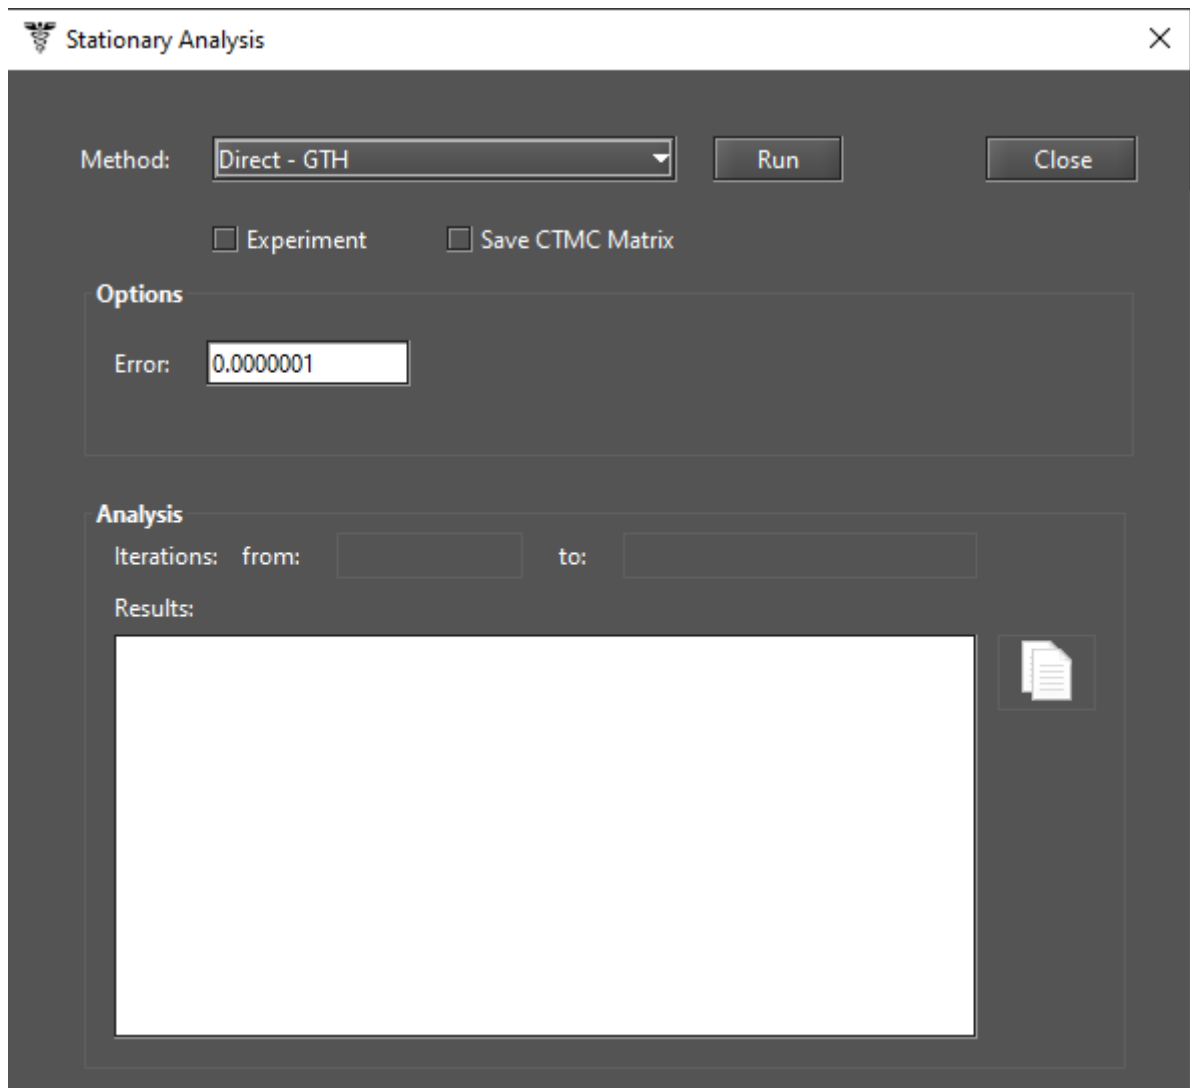 Stationary Analysis
Method: Direct - GTH Run Close
Experiment Save CTMC Matrix
Options
Error: 0.0000001
Analysis
Iterations: from: to:
Results: